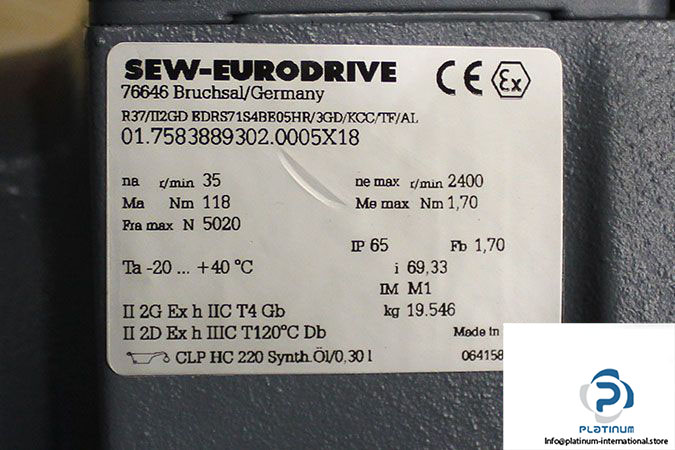 SEW-EURODRIVE
76646 Bruchsal/Germany
CE Ex
R37/II2GD EDRS71S4BE05HR/3GD/KCC/TF/AL
01.7583889302.0005X18
na r/min 35 ne max r/min 2400
Ma Nm 118 Me max Nm 1,70
Fra max N 5020
IP 65 Fb 1,70
Ta -20 ... +40 °C i 69,33
IM M1
II 2G Ex h IIC T4 Gb kg 19.546
II 2D Ex h IIIC T120°C Db Made in
CLP HC 220 Synth.Öl/0,30 l 064158
PLATINUM
Info@platinum-international.store